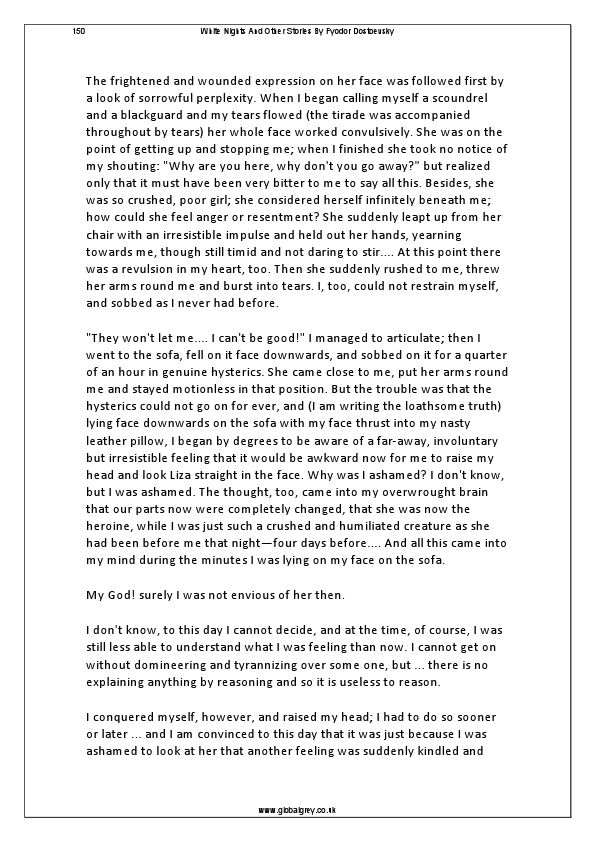 150 White Nights And Other Stories By Fyodor Dostoevsky
The frightened and wounded expression on her face was followed first by
a look of sorrowful perplexity. When I began calling myself a scoundrel
and a blackguard and my tears flowed (the tirade was accompanied
throughout by tears) her whole face worked convulsively. She was on the
point of getting up and stopping me; when I finished she took no notice of
my shouting: "Why are you here, why don't you go away?" but realized
only that it must have been very bitter to me to say all this. Besides, she
was so crushed, poor girl; she considered herself infinitely beneath me;
how could she feel anger or resentment? She suddenly leapt up from her
chair with an irresistible impulse and held out her hands, yearning
towards me, though still timid and not daring to stir.... At this point there
was a revulsion in my heart, too. Then she suddenly rushed to me, threw
her arms round me and burst into tears. I, too, could not restrain myself,
and sobbed as I never had before.
"They won't let me.... I can't be good!" I managed to articulate; then I
went to the sofa, fell on it face downwards, and sobbed on it for a quarter
of an hour in genuine hysterics. She came close to me, put her arms round
me and stayed motionless in that position. But the trouble was that the
hysterics could not go on for ever, and (I am writing the loathsome truth)
lying face downwards on the sofa with my face thrust into my nasty
leather pillow, I began by degrees to be aware of a far-away, involuntary
but irresistible feeling that it would be awkward now for me to raise my
head and look Liza straight in the face. Why was I ashamed? I don't know,
but I was ashamed. The thought, too, came into my overwrought brain
that our parts now were completely changed, that she was now the
heroine, while I was just such a crushed and humiliated creature as she
had been before me that night—four days before.... And all this came into
my mind during the minutes I was lying on my face on the sofa.
My God! surely I was not envious of her then.
I don't know, to this day I cannot decide, and at the time, of course, I was
still less able to understand what I was feeling than now. I cannot get on
without domineering and tyrannizing over some one, but ... there is no
explaining anything by reasoning and so it is useless to reason.
I conquered myself, however, and raised my head; I had to do so sooner
or later ... and I am convinced to this day that it was just because I was
ashamed to look at her that another feeling was suddenly kindled and
www.globalgrey.co.uk